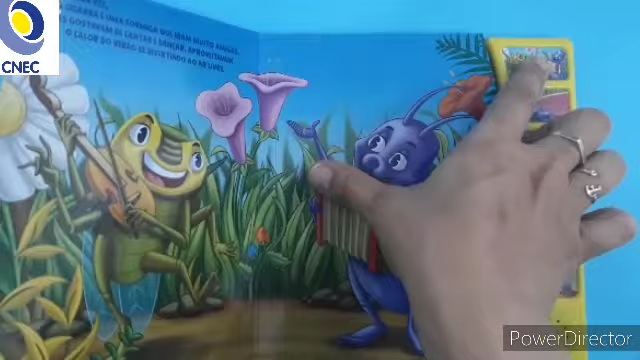 CIGARRA E UMA FORMIGA QUE ERAM MUITO AMIGAS.
GOSTAVAM DE CANTAR E DANÇAR. APROVEITAVAM
O CALOR DO VERÃO SE DIVERTINDO AO AR LIVRE.
CNEC
PowerDirector